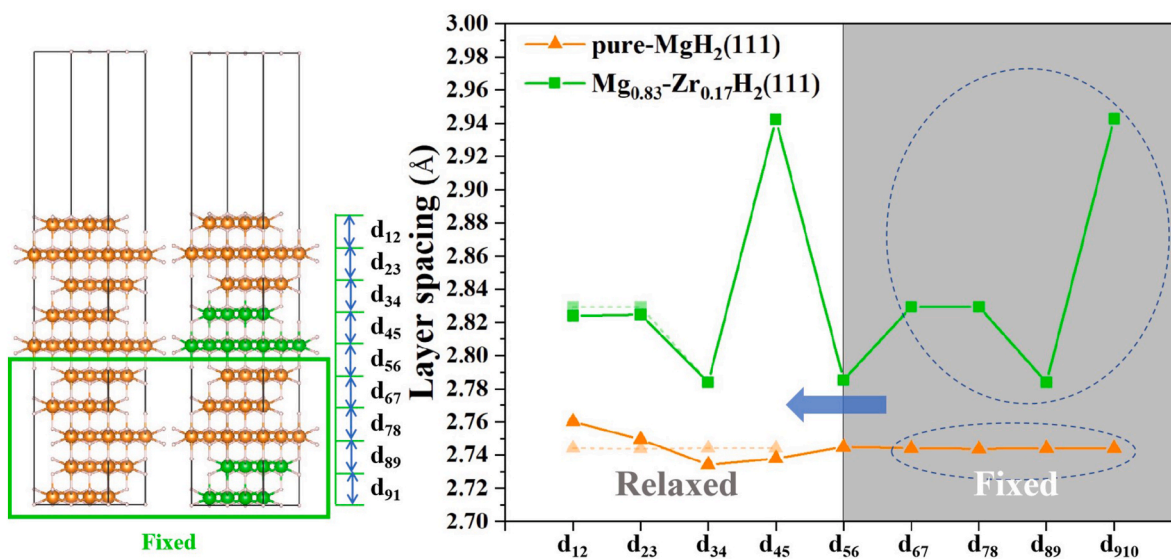 d₁₂
d₂₃
d₃₄
d₄₅
d₅₆
d₆₇
d₇₈
d₈₉
d₉₁
Fixed
Layer spacing (Å)
3.00
2.98
2.96
2.94
2.92
2.90
2.88
2.86
2.84
2.82
2.80
2.78
2.76
2.74
2.72
2.70
pure-MgH₂(111)
Mg₀.₈₃-Zr₀.₁₇H₂(111)
Relaxed
Fixed
d₁₂ d₂₃ d₃₄ d₄₅ d₅₆ d₆₇ d₇₈ d₈₉ d₉₁₀